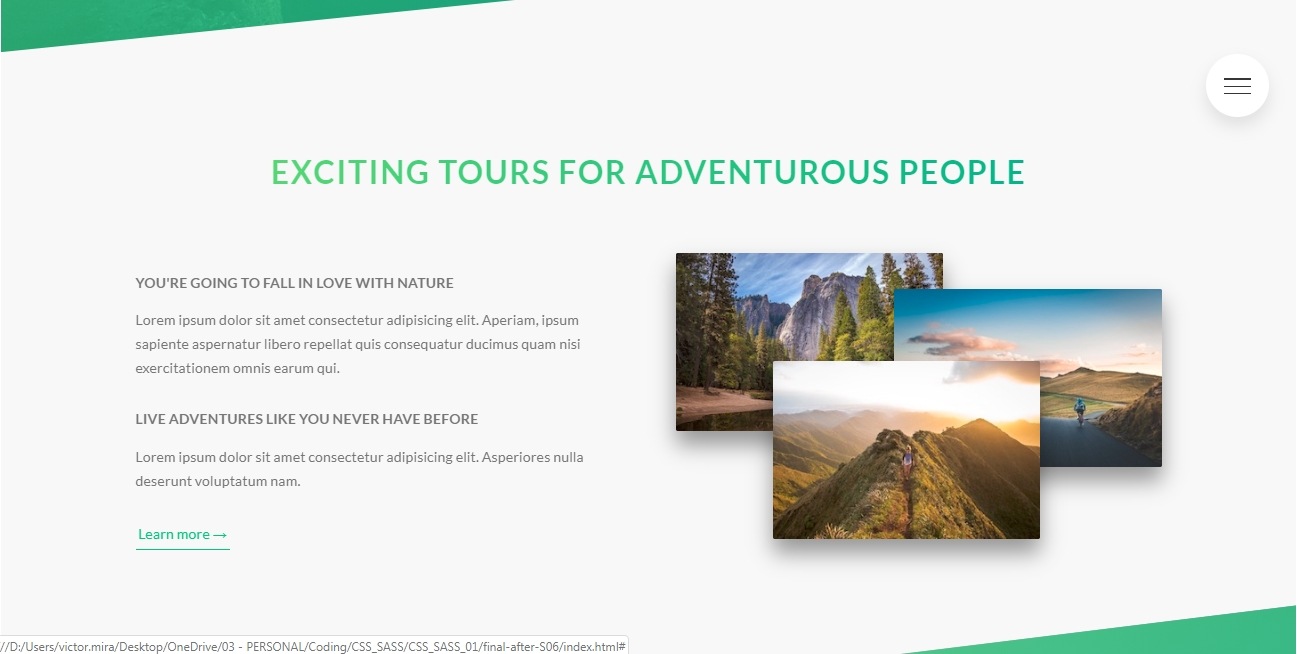 EXCITING TOURS FOR ADVENTUROUS PEOPLE
YOU'RE GOING TO FALL IN LOVE WITH NATURE
Lorem ipsum dolor sit amet consectetur adipisicing elit. Aperiam, ipsum
sapiente aspernatur libero repellat quis consequatur ducimus quam nisi
exercitationem omnis earum qui.
LIVE ADVENTURES LIKE YOU NEVER HAVE BEFORE
Lorem ipsum dolor sit amet consectetur adipisicing elit. Asperiores nulla
deserunt voluptatum nam.
Learn more →
//D:/Users/victor.mira/Desktop/OneDrive/03 - PERSONAL/Coding/CSS_SASS/CSS_SASS_01/final-after-S06/index.html#